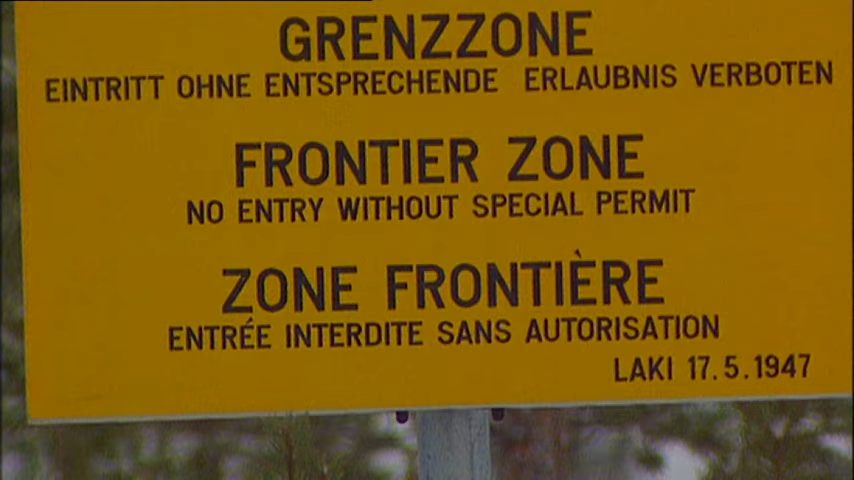 GRENZZONE
EINTRITT OHNE ENTSPRECHENDE ERLAUBNIS VERBOTEN
FRONTIER ZONE
NO ENTRY WITHOUT SPECIAL PERMIT
ZONE FRONTIÈRE
ENTRÉE INTERDITE SANS AUTORISATION
LAKI 17.5.1947